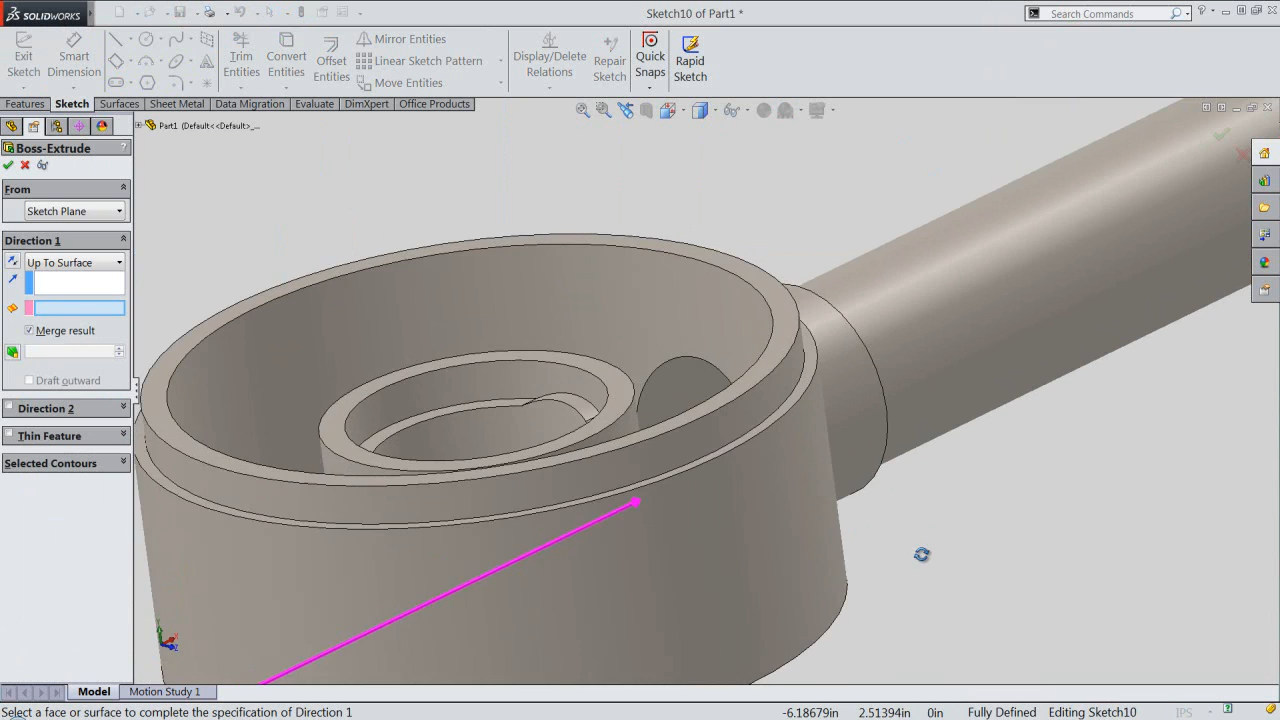 SOLIDWORKS
Sketch10 of Part1 *
Search Commands
Exit Sketch
Smart Dimension
Trim Entities
Convert Entities
Offset Entities
Mirror Entities
Linear Sketch Pattern
Move Entities
Display/Delete Relations
Repair Sketch
Quick Snaps
Rapid Sketch
Features Sketch Surfaces Sheet Metal Data Migration Evaluate DimXpert Office Products
Part1 (Default<<Default>_...
Boss-Extrude ?
From
Sketch Plane
Direction 1
Up To Surface
Merge result
Draft outward
Direction 2
Thin Feature
Selected Contours
Model Motion Study 1
Select a face or surface to complete the specification of Direction 1
-6.18679in 2.51394in 0in Fully Defined Editing Sketch10 IPS